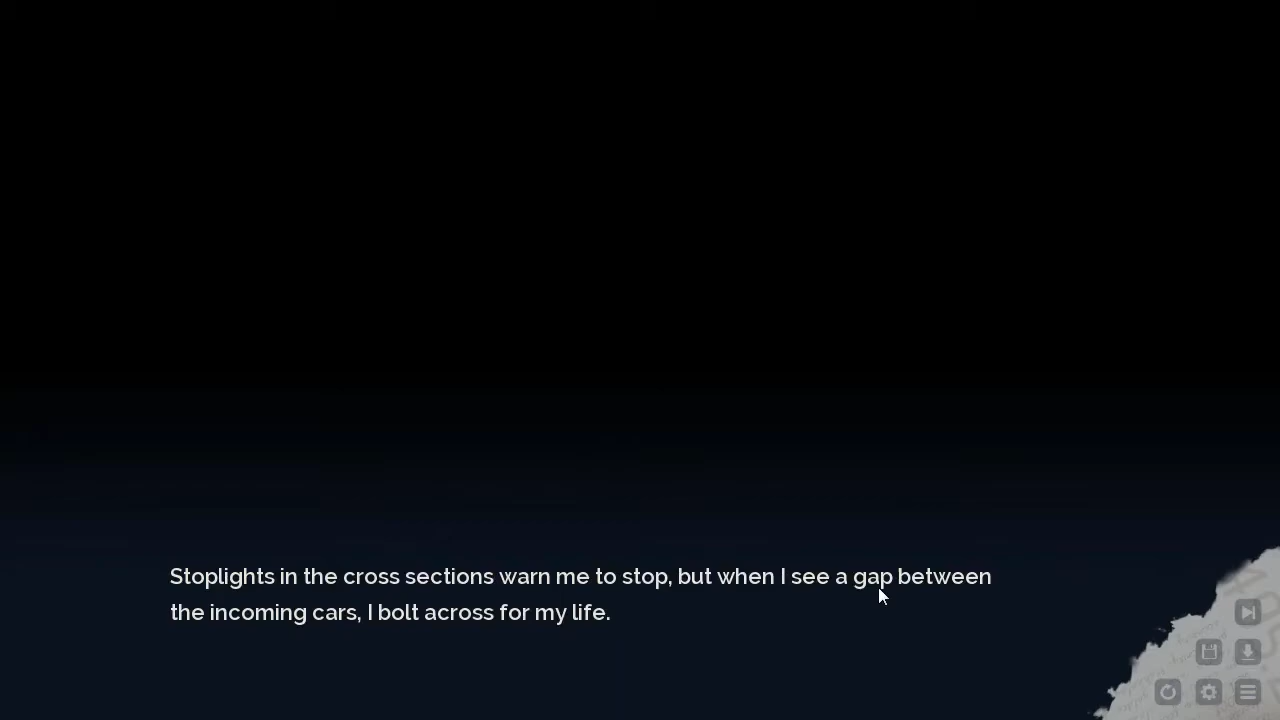 Stoplights in the cross sections warn me to stop, but when I see a gap between
the incoming cars, I bolt across for my life.